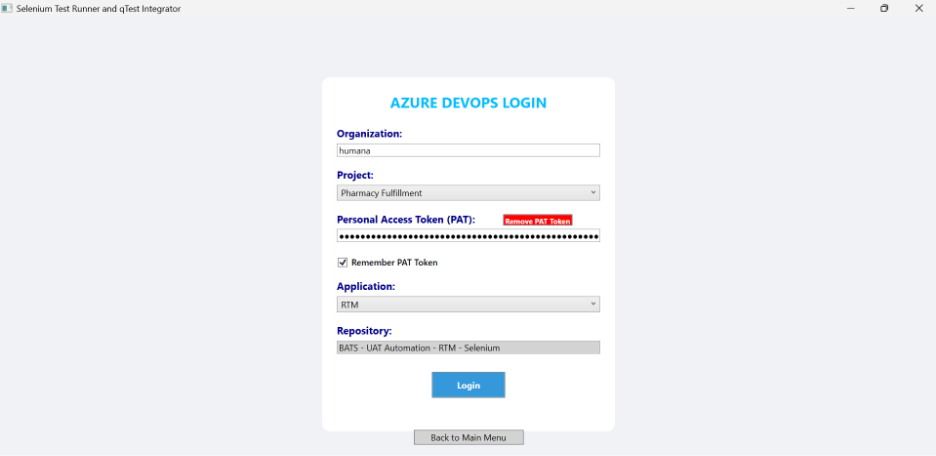 Selenium Test Runner and qTest Integrator
AZURE DEVOPS LOGIN
Organization:
humana
Project:
Pharmacy Fulfillment
Personal Access Token (PAT):
Remove PAT Token
Remember PAT Token
Application:
RTM
Repository:
BATS - UAT Automation - RTM - Selenium
Login
Back to Main Menu